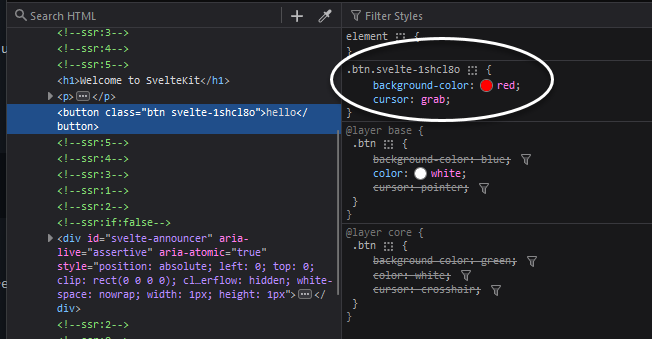 Search HTML
<!--ssr:3-->
<!--ssr:4-->
<!--ssr:5-->
<h1>Welcome to SvelteKit</h1>
<p> </p>
<button class="btn svelte-1shcl8o">hello</
button>
<!--ssr:5-->
<!--ssr:4-->
<!--ssr:3-->
<!--ssr:1-->
<!--ssr:2-->
<!--ssr:if:false-->
<div id="svelte-announcer" aria-
live="assertive" aria-atomic="true"
style="position: absolute; left: 0; top: 0;
clip: rect(0 0 0 0); cl…erflow: hidden; white-
space: nowrap; width: 1px; height: 1px"> </
div>
<!--ssr:2-->
<!--ssr:0-->
Filter Styles
element {
}
.btn.svelte-1shcl8o {
background-color: red;
cursor: grab;
}
@layer base {
.btn {
background-color: blue;
color: white;
cursor: pointer;
}
}
@layer core {
.btn {
background-color: green;
color: white;
cursor: crosshair;
}
}